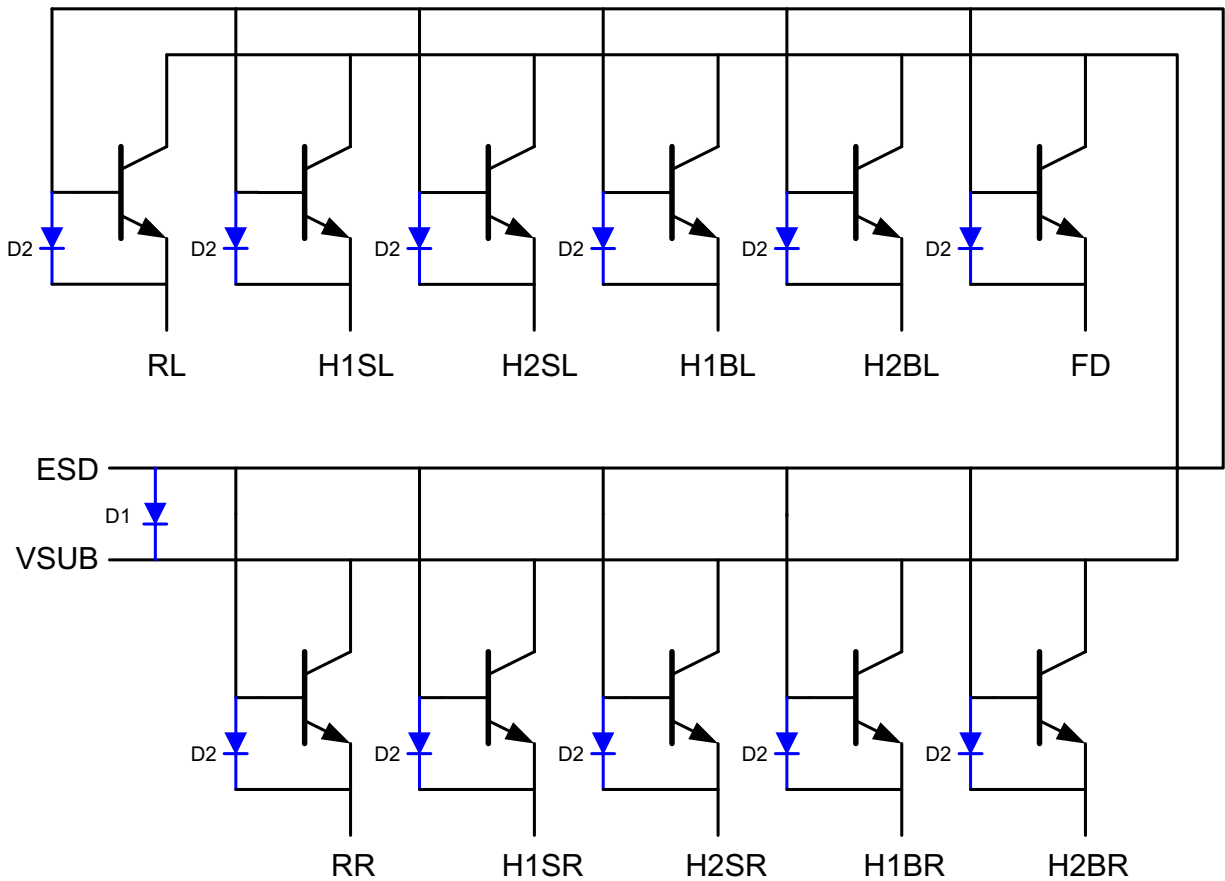 D2 D2 D2 D2 D2 D2
RL H1SL H2SL H1BL H2BL FD
ESD
D1
VSUB
D2 D2 D2 D2 D2
RR H1SR H2SR H1BR H2BR